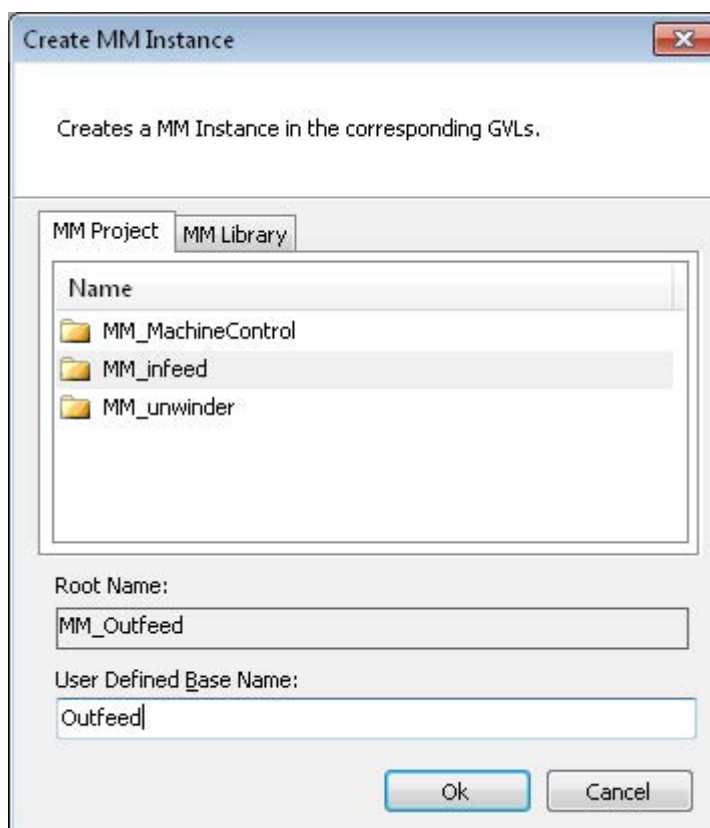 Create MM Instance
Creates a MM Instance in the corresponding GVLs.
MM Project
MM Library
Name
MM_MachineControl
MM_infeed
MM_unwinder
Root Name:
MM_Outfeed
User Defined Base Name:
Outfeed
Ok
Cancel